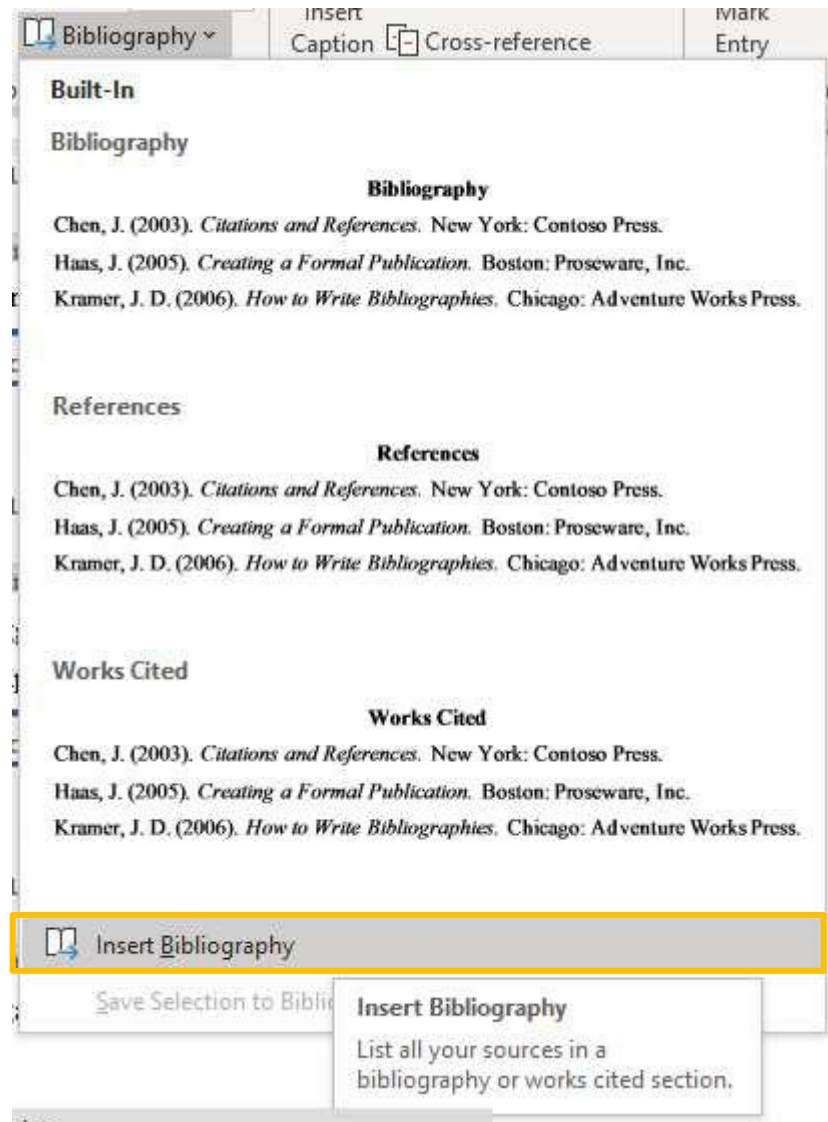 Bibliography
Insert
Caption
Cross-reference
Mark
Entry
Built-In
Bibliography
Bibliography
Chen, J. (2003). Citations and References. New York: Contoso Press.
Haas, J. (2005). Creating a Formal Publication. Boston: Proseware, Inc.
Kramer, J. D. (2006). How to Write Bibliographies. Chicago: Adventure Works Press.
References
References
Chen, J. (2003). Citations and References. New York: Contoso Press.
Haas, J. (2005). Creating a Formal Publication. Boston: Proseware, Inc.
Kramer, J. D. (2006). How to Write Bibliographies. Chicago: Adventure Works Press.
Works Cited
Works Cited
Chen, J. (2003). Citations and References. New York: Contoso Press.
Haas, J. (2005). Creating a Formal Publication. Boston: Proseware, Inc.
Kramer, J. D. (2006). How to Write Bibliographies. Chicago: Adventure Works Press.
Insert Bibliography
Save Selection to Bibli
Insert Bibliography
List all your sources in a
bibliography or works cited section.